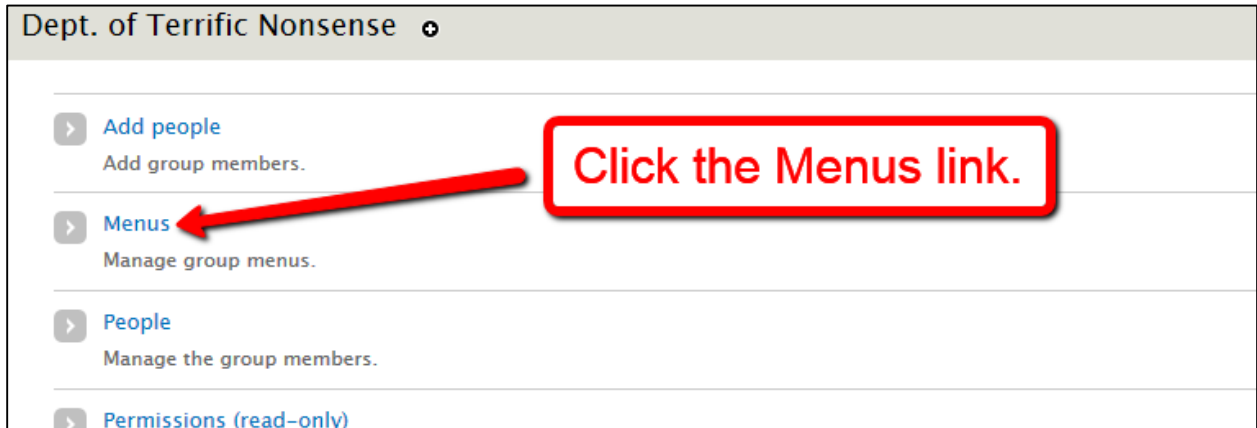 Dept. of Terrific Nonsense
Add people
Add group members.
Click the Menus link.
Menus
Manage group menus.
People
Manage the group members.
Permissions (read-only)